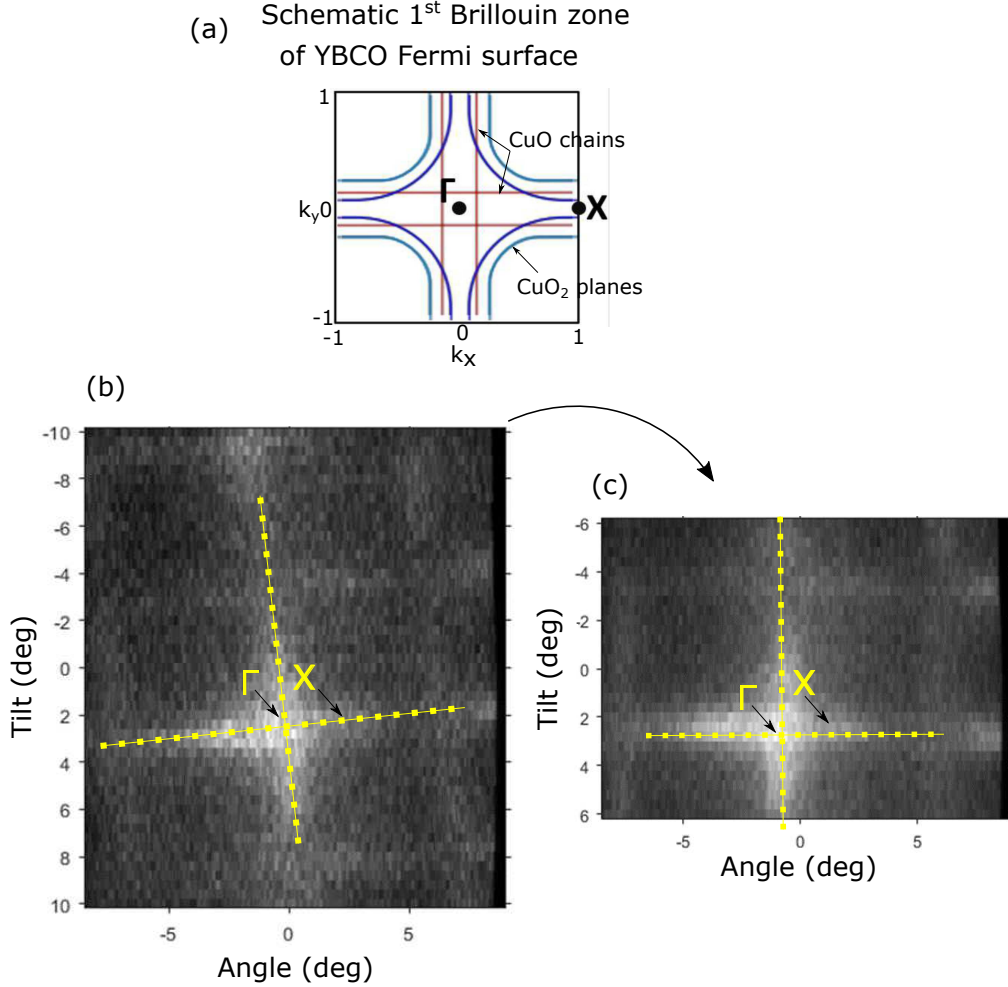 (a)
Schematic 1st Brillouin zone
of YBCO Fermi surface
1
CuO chains
Γ
ky0
X
CuO2 planes
-1
-1
0
1
kX
(b)
-10
-8
-6
-4
-2
0
2
4
6
8
10
Tilt (deg)
Γ
X
-5
0
5
Angle (deg)
(c)
-6
-4
-2
0
2
4
6
Tilt (deg)
Γ
X
-5
0
5
Angle (deg)